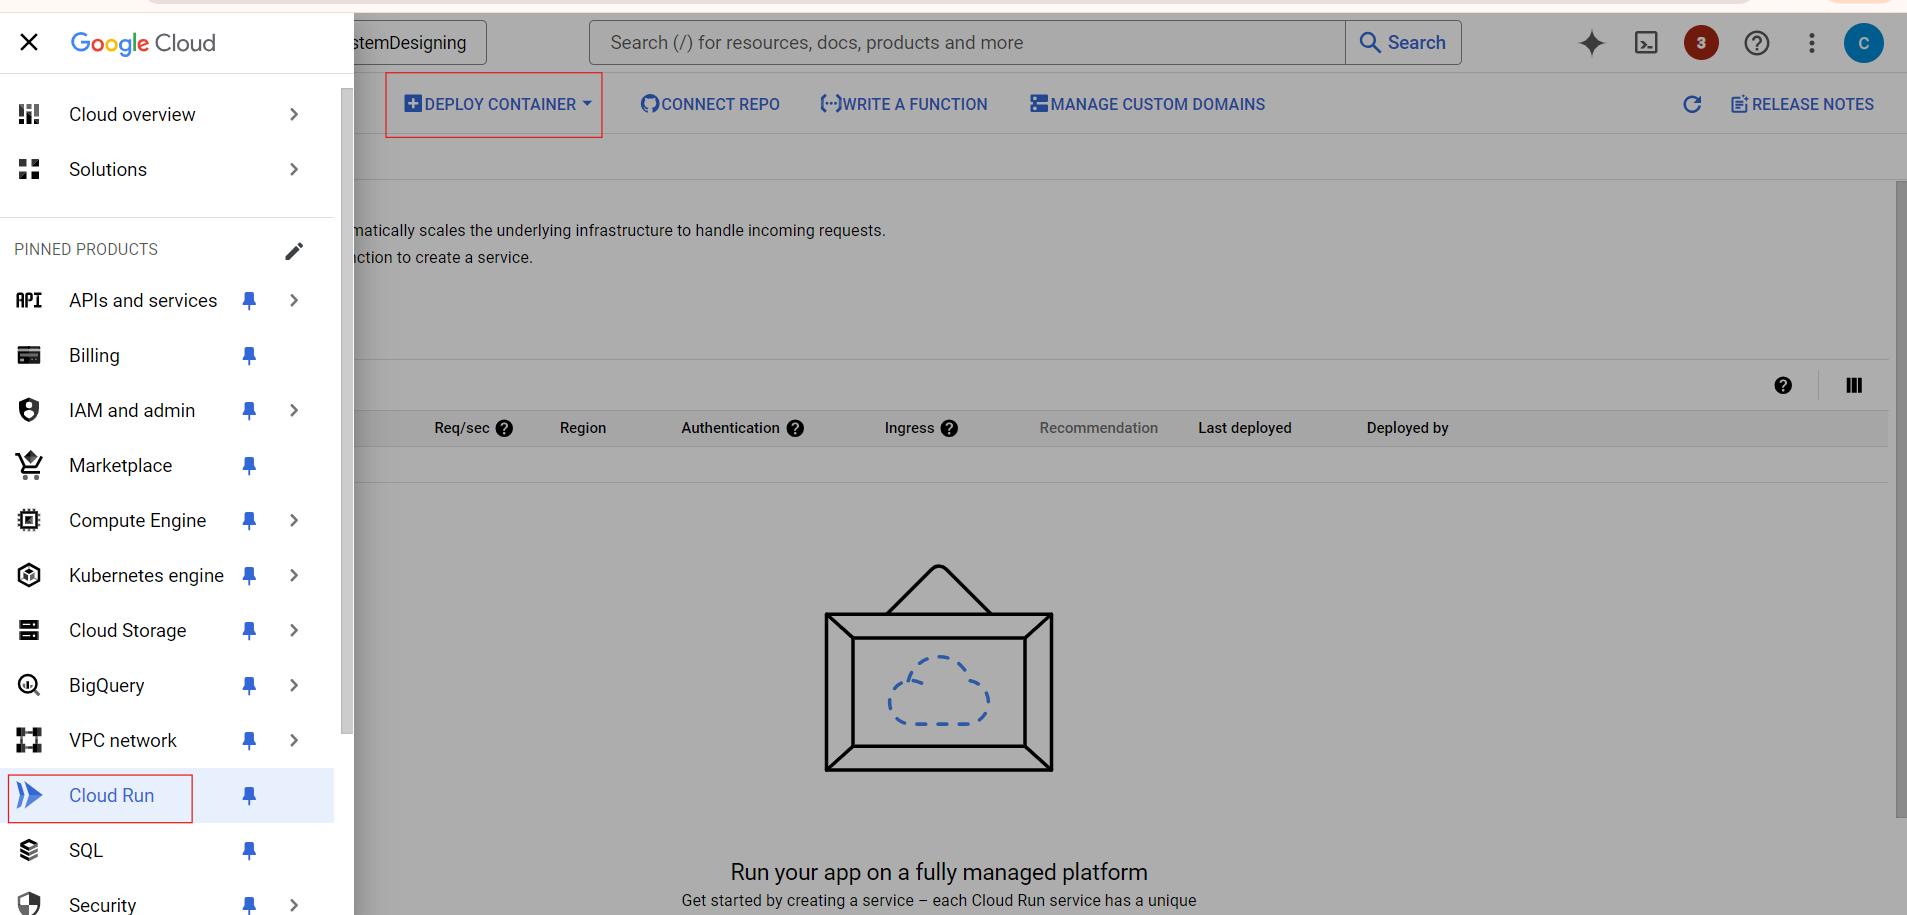 Google Cloud
stemDesigning
Search (/) for resources, docs, products and more
Search
3
C
DEPLOY CONTAINER
CONNECT REPO
WRITE A FUNCTION
MANAGE CUSTOM DOMAINS
RELEASE NOTES
Cloud overview
Solutions
PINNED PRODUCTS
API APIs and services
Billing
IAM and admin
Marketplace
Compute Engine
Kubernetes engine
Cloud Storage
BigQuery
VPC network
Cloud Run
SQL
Security
matically scales the underlying infrastructure to handle incoming requests.
ction to create a service.
Req/sec
Region
Authentication
Ingress
Recommendation
Last deployed
Deployed by
Run your app on a fully managed platform
Get started by creating a service – each Cloud Run service has a unique